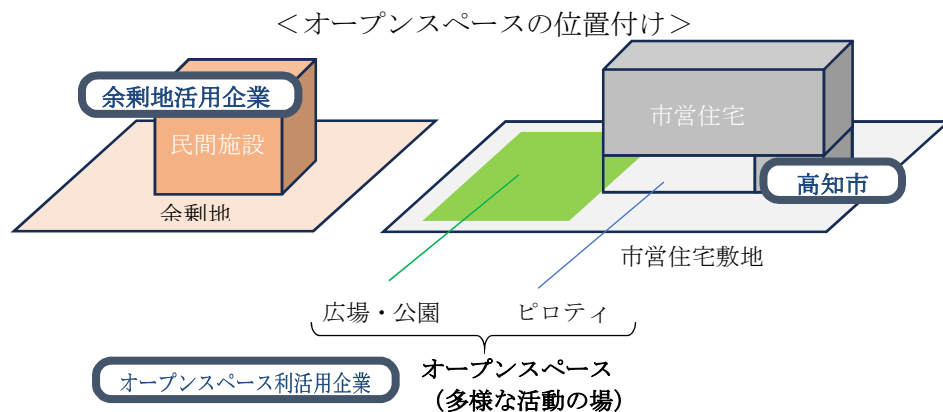 ＜オープンスペースの位置付け＞
余剰地活用企業
民間施設
余剰地
市営住宅
高知市
市営住宅敷地
広場・公園
ピロティ
オープンスペース利活用企業
オープンスペース
（多様な活動の場）